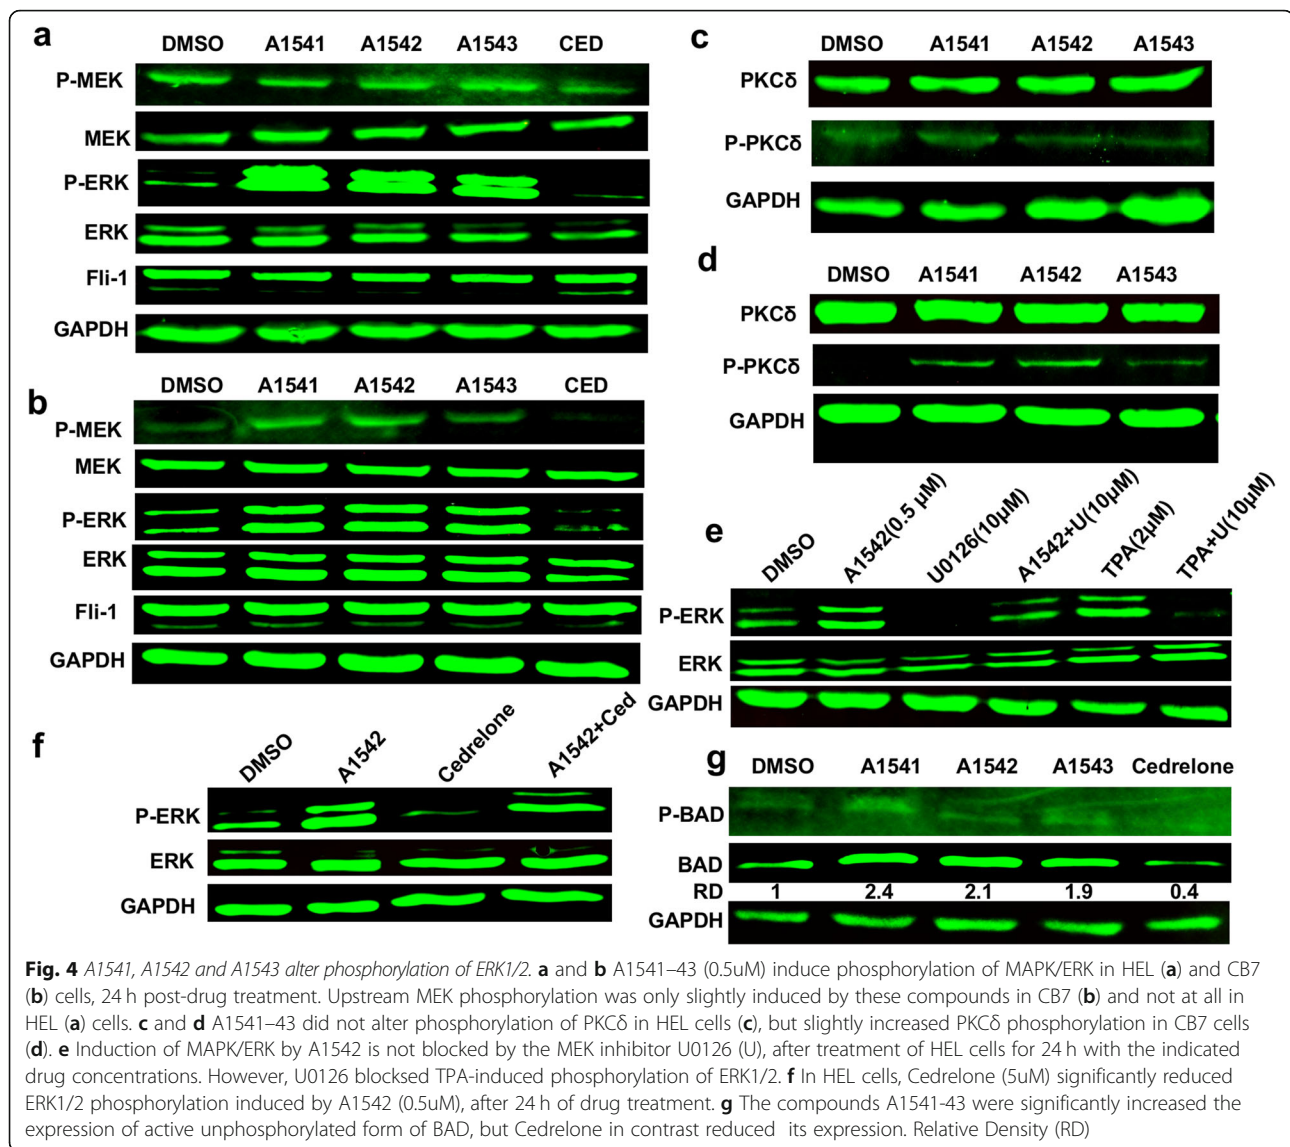 a
DMSO A1541 A1542 A1543 CED
P-MEK
MEK
P-ERK
ERK
Fli-1
GAPDH
b
DMSO A1541 A1542 A1543 CED
P-MEK
MEK
P-ERK
ERK
Fli-1
GAPDH
c
DMSO A1541 A1542 A1543
PKCδ
P-PKCδ
GAPDH
d
DMSO A1541 A1542 A1543
PKCδ
P-PKCδ
GAPDH
e
DMSO A1542(0.5 µM) U0126(10µM) A1542+U(10µM) TPA(2µM) TPA+U(10µM)
P-ERK
ERK
GAPDH
f
DMSO A1542 Cedrelone A1542+Ced
P-ERK
ERK
GAPDH
g
DMSO A1541 A1542 A1543 Cedrelone
P-BAD
BAD
RD 1 2.4 2.1 1.9 0.4
GAPDH
Fig. 4 A1541, A1542 and A1543 alter phosphorylation of ERK1/2. a and b A1541–43 (0.5uM) induce phosphorylation of MAPK/ERK in HEL (a) and CB7
(b) cells, 24 h post-drug treatment. Upstream MEK phosphorylation was only slightly induced by these compounds in CB7 (b) and not at all in
HEL (a) cells. c and d A1541–43 did not alter phosphorylation of PKCδ in HEL cells (c), but slightly increased PKCδ phosphorylation in CB7 cells
(d). e Induction of MAPK/ERK by A1542 is not blocked by the MEK inhibitor U0126 (U), after treatment of HEL cells for 24 h with the indicated
drug concentrations. However, U0126 blocksed TPA-induced phosphorylation of ERK1/2. f In HEL cells, Cedrelone (5uM) significantly reduced
ERK1/2 phosphorylation induced by A1542 (0.5uM), after 24 h of drug treatment. g The compounds A1541-43 were significantly increased the
expression of active unphosphorylated form of BAD, but Cedrelone in contrast reduced its expression. Relative Density (RD)